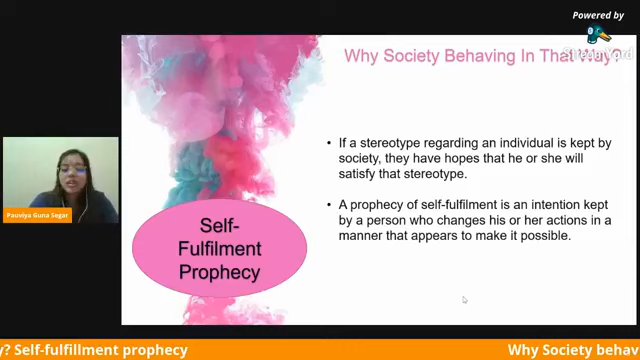 Powered by
StreamYard
Why Society Behaving In That Way?
• If a stereotype regarding an individual is kept by
society, they have hopes that he or she will
satisfy that stereotype.
• A prophecy of self-fulfilment is an intention kept
by a person who changes his or her actions in a
manner that appears to make it possible.
Self-
Fulfilment
Prophecy
Pauviya Guna Segar
y? Self-fulfillment prophecy
Why Society behav